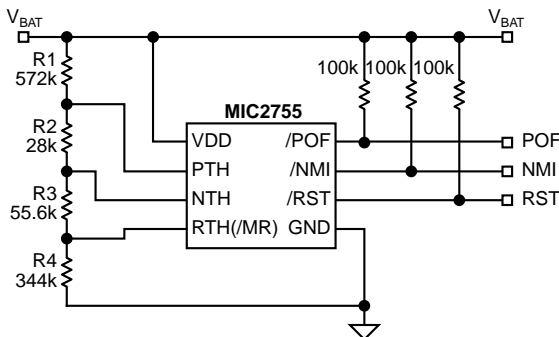 VBAT VBAT
R1
572k
100k 100k 100k
MIC2755
R2
28k
VDD /POF POF
PTH /NMI NMI
R3
55.6k
NTH /RST RST
RTH(/MR) GND
R4
344k